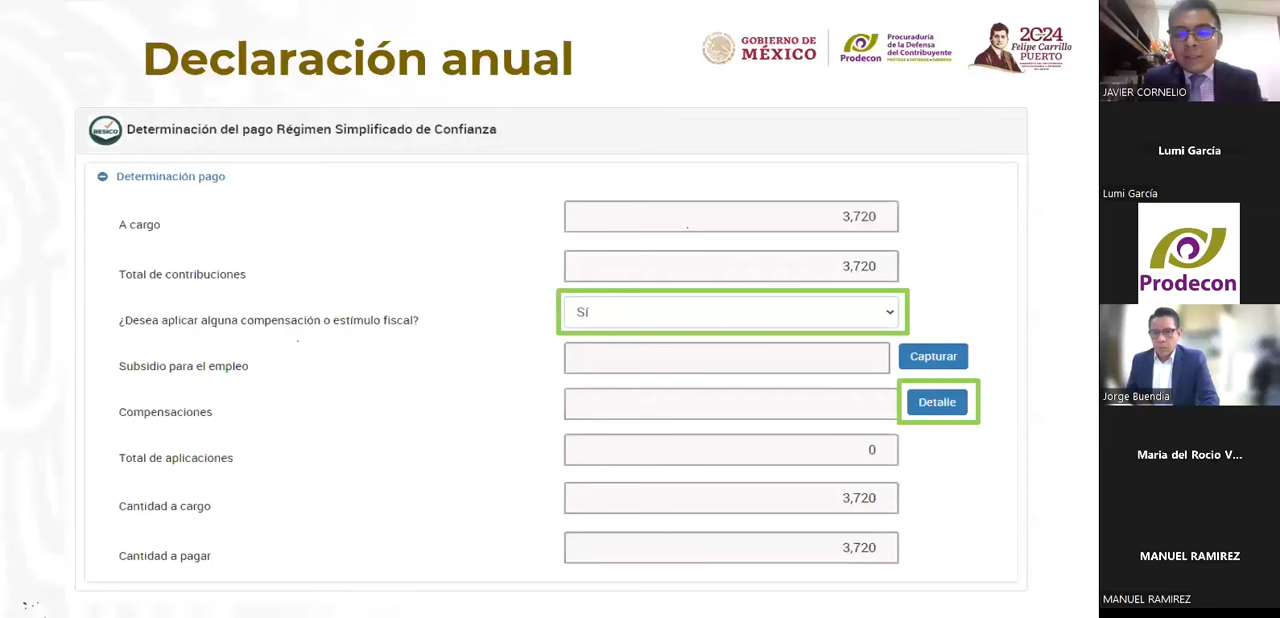 Declaración anual
GOBIERNO DE
MÉXICO
Prodecon
Procuraduría
de la Defensa
del Contribuyente
2024
Felipe Carrillo
PUERTO
RESICO
Determinación del pago Régimen Simplificado de Confianza
Determinación pago
A cargo
3,720
Total de contribuciones
3,720
¿Desea aplicar alguna compensación o estímulo fiscal?
Sí
Subsidio para el empleo
Capturar
Compensaciones
Detalle
Total de aplicaciones
0
Cantidad a cargo
3,720
Cantidad a pagar
3,720
JAVIER CORNELIO
Lumi García
Lumi García
Prodecon
Jorge Buendía
Maria del Rocio V...
MANUEL RAMIREZ
MANUEL RAMIREZ